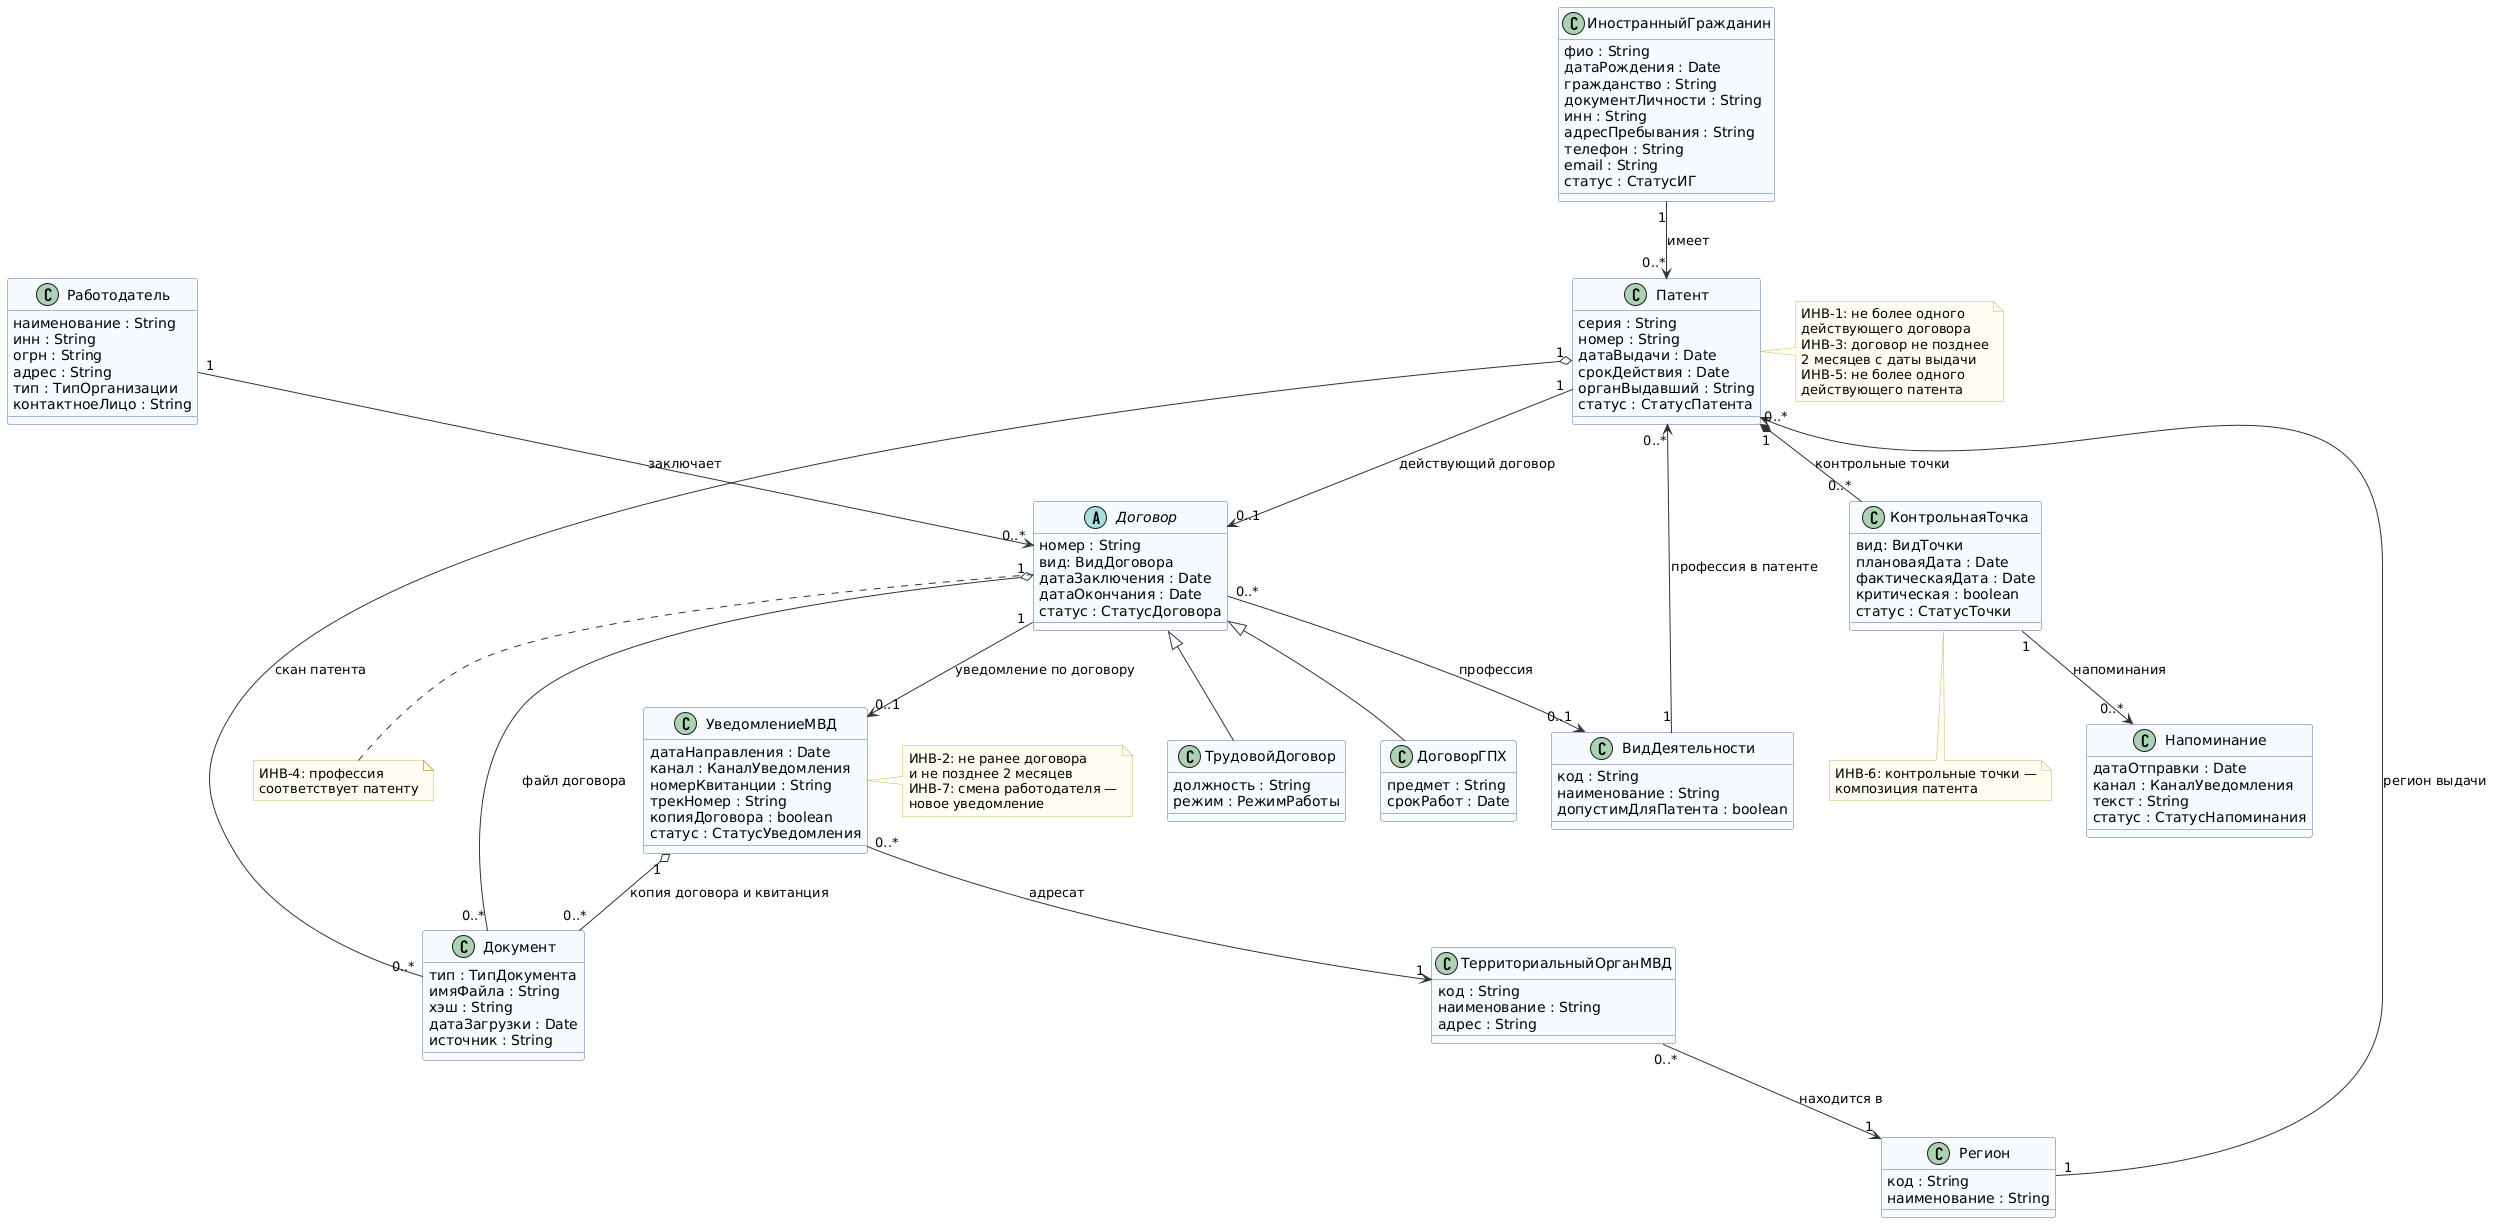 C ИностранныйГражданин
фио : String
датаРождения : Date
гражданство : String
документЛичности : String
инн : String
адресПребывания : String
телефон : String
email : String
статус : СтатусИГ
1
имеет
0..*
C Работодатель
наименование : String
инн : String
огрн : String
адрес : String
тип : ТипОрганизации
контактноеЛицо : String
1
заключает
0..*
C Патент
серия : String
номер : String
датаВыдачи : Date
срокДействия : Date
органВыдавший : String
статус : СтатусПатента
ИНВ-1: не более одного
действующего договора
ИНВ-3: договор не позднее
2 месяцев с даты выдачи
ИНВ-5: не более одного
действующего патента
1
1
0..*
1
0..*
действующий договор
0..1
контрольные точки
0..*
A Договор
номер : String
вид: ВидДоговора
датаЗаключения : Date
датаОкончания : Date
статус : СтатусДоговора
1
1
0..*
профессия в патенте
C КонтрольнаяТочка
вид: ВидТочки
плановаяДата : Date
фактическаяДата : Date
критическая : boolean
статус : СтатусТочки
1
напоминания
0..*
скан патента
уведомление по договору
0..1
профессия
0..1
1
ИНВ-4: профессия
соответствует патенту
файл договора
C УведомлениеМВД
датаНаправления : Date
канал : КаналУведомления
номерКвитанции : String
трекНомер : String
копияДоговора : boolean
статус : СтатусУведомления
ИНВ-2: не ранее договора
и не позднее 2 месяцев
ИНВ-7: смена работодателя —
новое уведомление
C ТрудовойДоговор
должность : String
режим : РежимРаботы
C ДоговорГПХ
предмет : String
срокРабот : Date
C ВидДеятельности
код : String
наименование : String
допустимДляПатента : boolean
ИНВ-6: контрольные точки —
композиция патента
C Напоминание
датаОтправки : Date
канал : КаналУведомления
текст : String
статус : СтатусНапоминания
регион выдачи
1
0..*
копия договора и квитанция
адресат
0..*
0..*
0..*
1
C Документ
тип : ТипДокумента
имяФайла : String
хэш : String
датаЗагрузки : Date
источник : String
C ТерриториальныйОрганМВД
код : String
наименование : String
адрес : String
0..*
находится в
1
C Регион
код : String
наименование : String
1